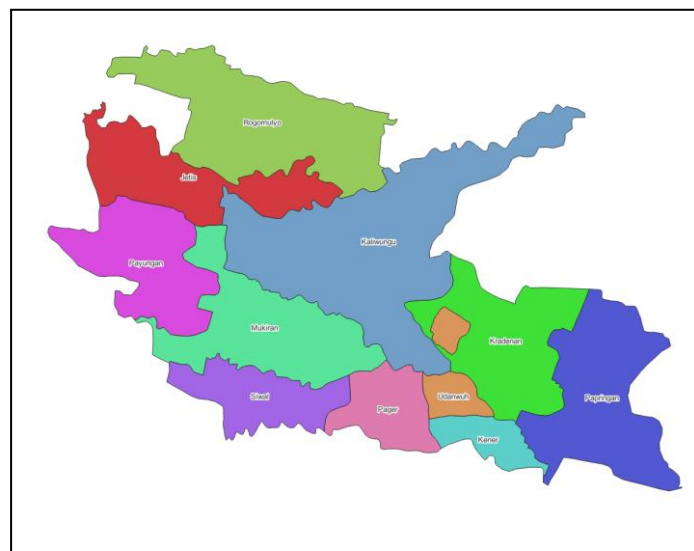 Rogomulyo
Jetis
Kaliwungu
Payungan
Mukiran
Kradenan
Siwal
Udanwuh
Papringan
Pager
Kener